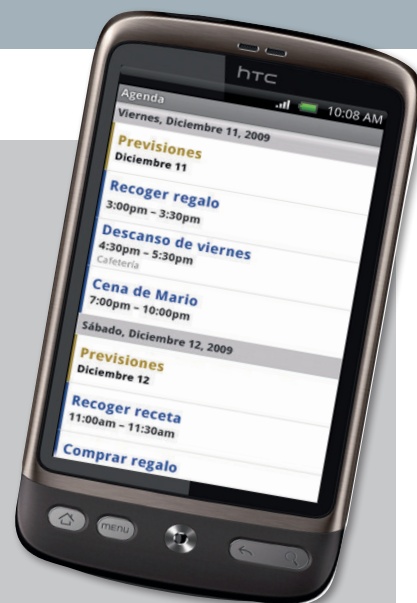 hTC
10:08 AM
Agenda
Viernes, Diciembre 11, 2009
Previsiones
Diciembre 11
Recoger regalo
3:00pm – 3:30pm
Descanso de viernes
4:30pm – 5:30pm
Cafetería
Cena de Mario
7:00pm – 10:00pm
Sábado, Diciembre 12, 2009
Previsiones
Diciembre 12
Recoger receta
11:00am – 11:30am
Comprar regalo
menu